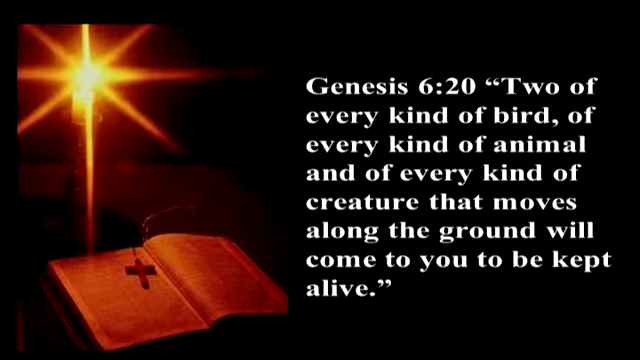 Genesis 6:20 “Two of
every kind of bird, of
every kind of animal
and of every kind of
creature that moves
along the ground will
come to you to be kept
alive.”